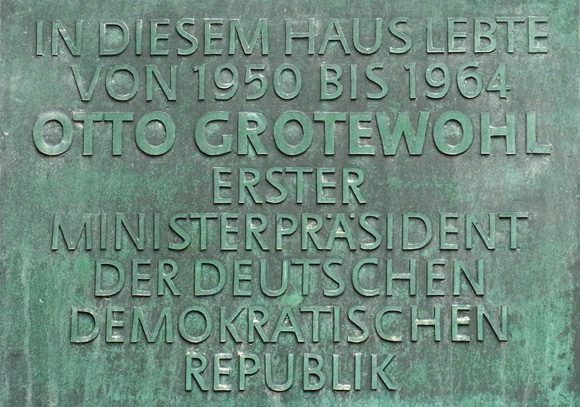 IN DIESEM HAUS LEBTE
VON 1950 BIS 1964
OTTO GROTEWOHL
ERSTER
MINISTERPRÄSIDENT
DER DEUTSCHEN
DEMOKRATISCHEN
REPUBLIK